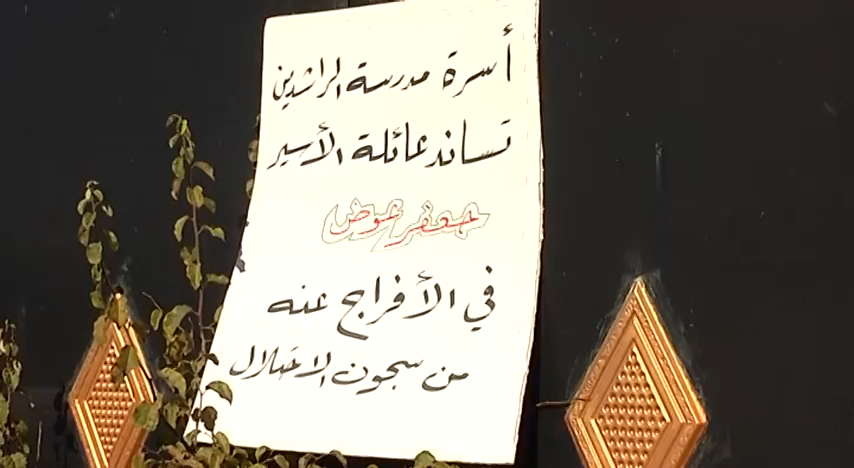 أسرة مدرسة الراشدين
تساند عائلة الأسير
جعفر عوض
في الأفراج عنه
من سجون الاحتلال